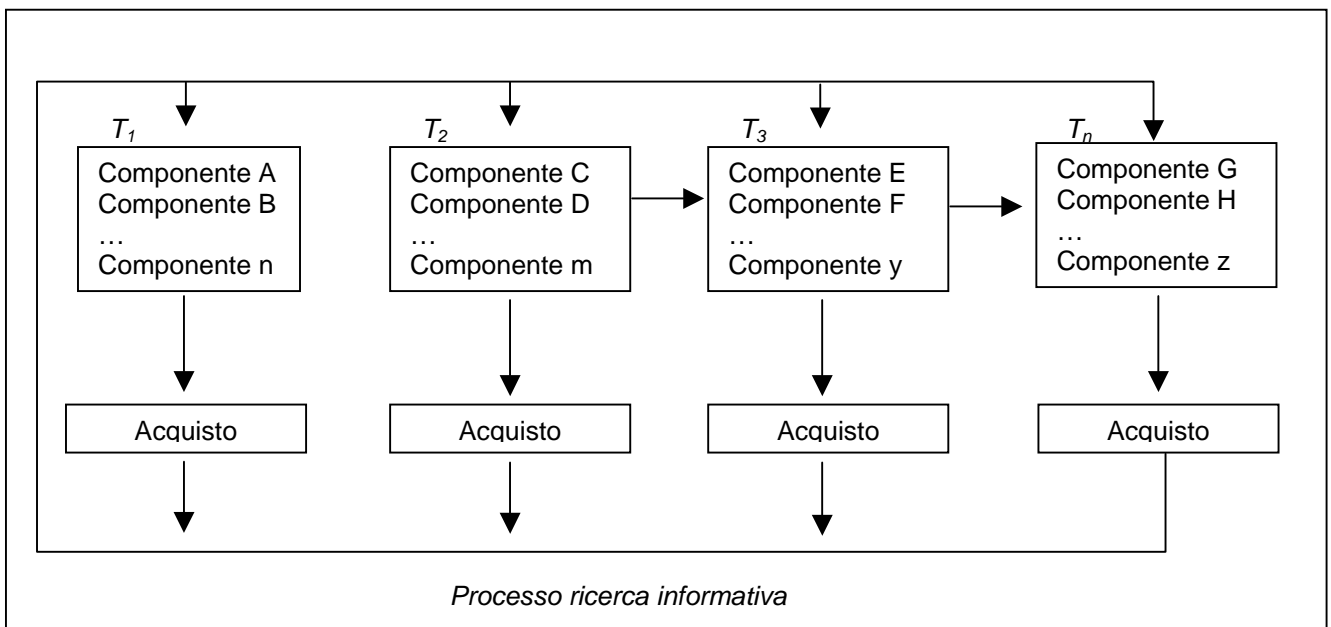 T1
Componente A
Componente B
…
Componente n
Acquisto
T2
Componente C
Componente D
…
Componente m
Acquisto
T3
Componente E
Componente F
…
Componente y
Acquisto
Tn
Componente G
Componente H
…
Componente z
Acquisto
Processo ricerca informativa